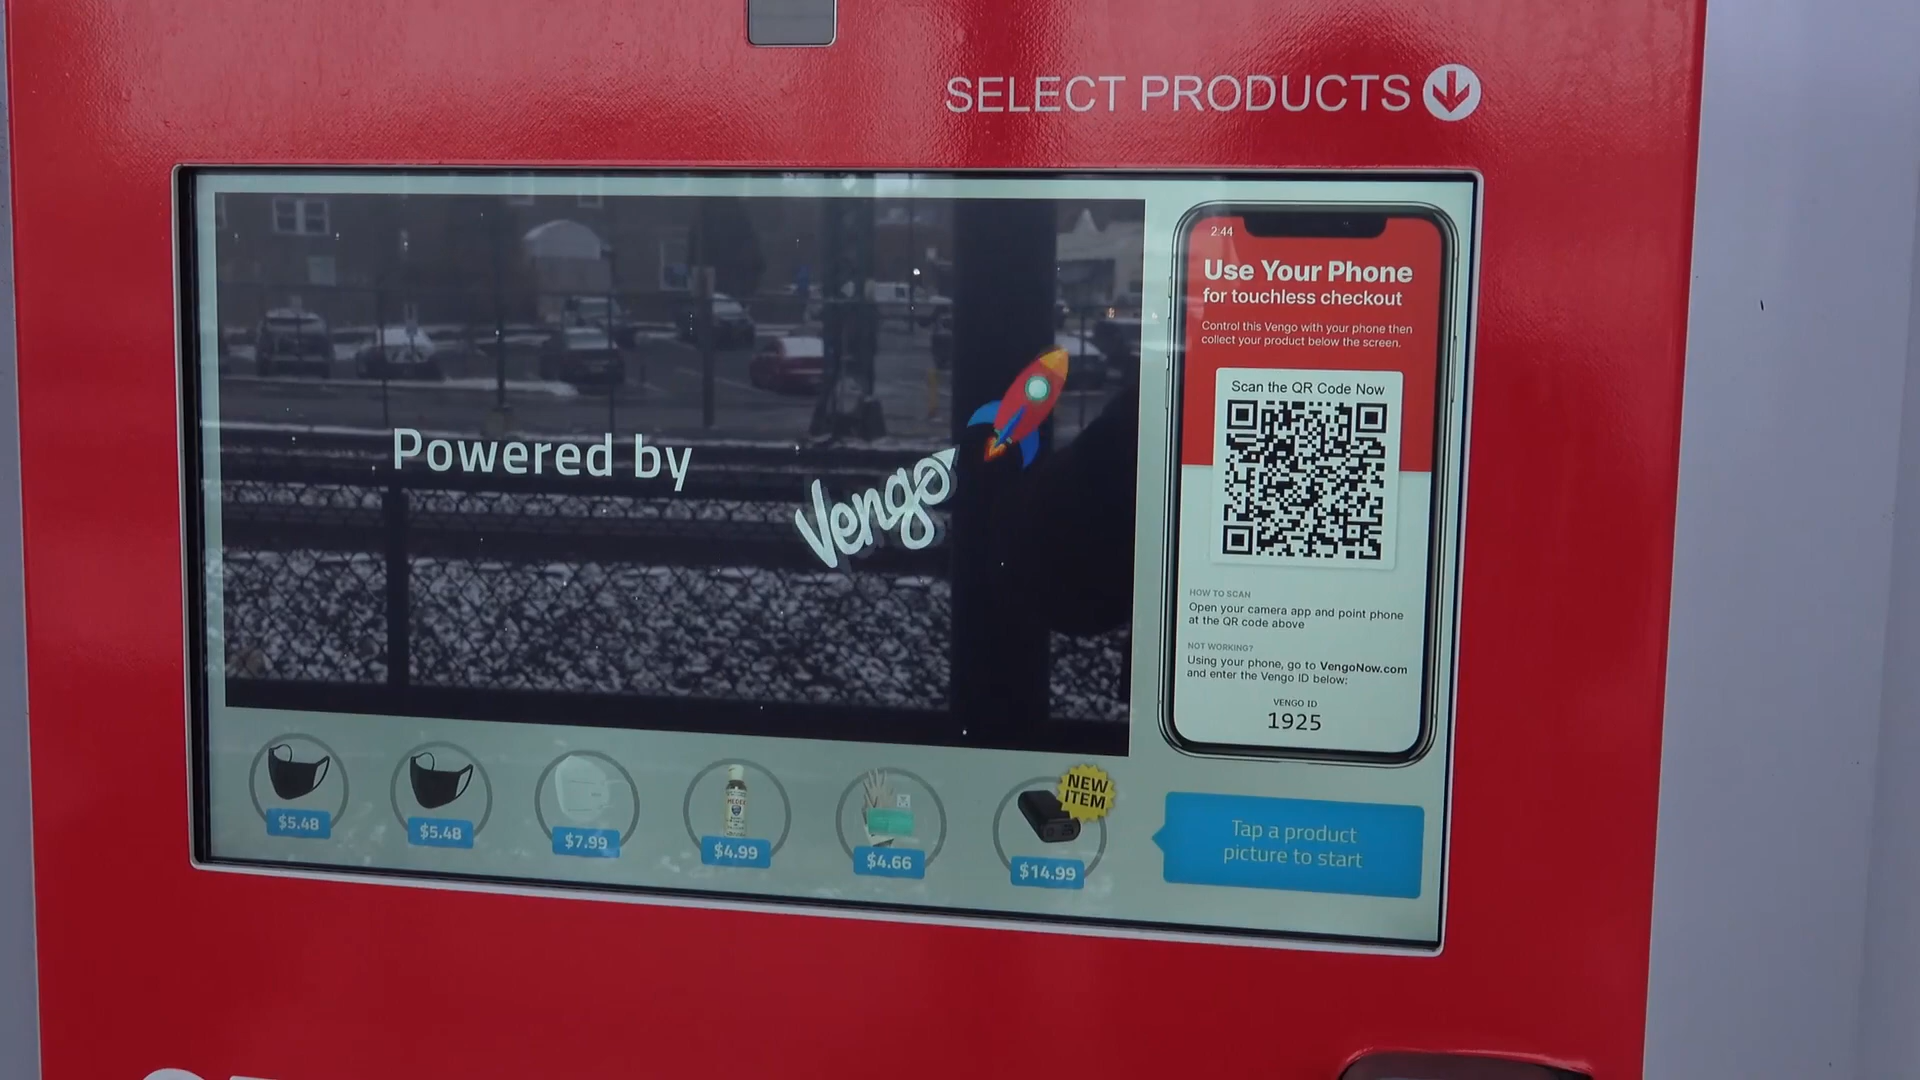 SELECT PRODUCTS
Powered by
Vengo
2:44
Use Your Phone
for touchless checkout
Control this Vengo with your phone then
collect your product below the screen.
Scan the QR Code Now
HOW TO SCAN
Open your camera app and point phone
at the QR code above
NOT WORKING?
Using your phone, go to VengoNow.com
and enter the Vengo ID below:
VENGO ID
1925
$5.48
$5.48
$7.99
$4.99
$4.66
NEW
ITEM
$14.99
Tap a product
picture to start